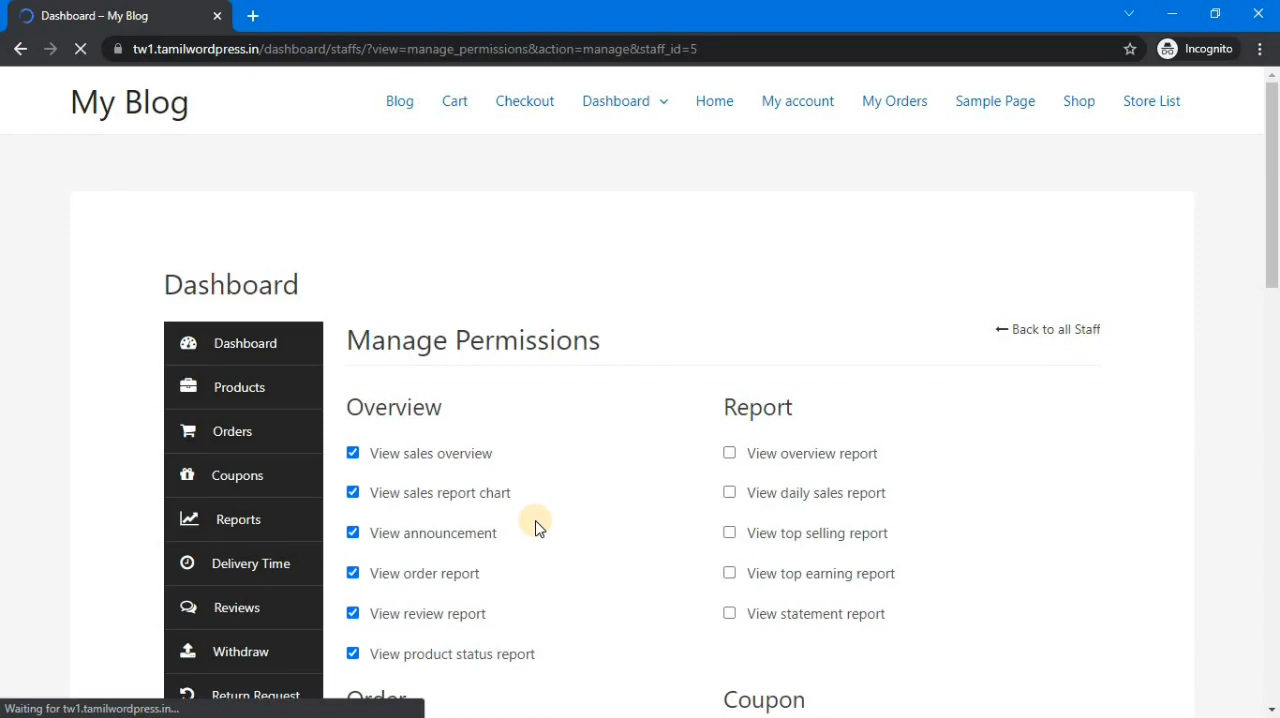 Dashboard – My Blog
tw1.tamilwordpress.in/dashboard/staffs/?view=manage_permissions&action=manage&staff_id=5
Incognito
My Blog
Blog Cart Checkout Dashboard Home My account My Orders Sample Page Shop Store List
Dashboard
Dashboard
Products
Orders
Coupons
Reports
Delivery Time
Reviews
Withdraw
Return Request
Manage Permissions
Back to all Staff
Overview
View sales overview
View sales report chart
View announcement
View order report
View review report
View product status report
Report
View overview report
View daily sales report
View top selling report
View top earning report
View statement report
Order
Coupon
Waiting for tw1.tamilwordpress.in...